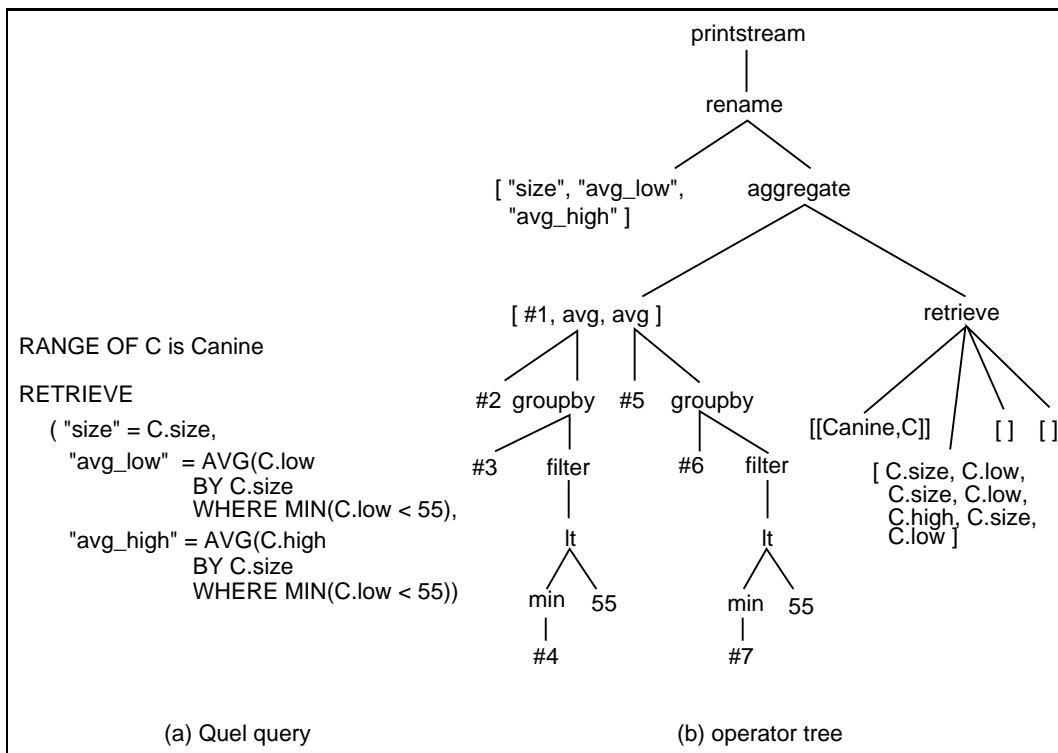 printstream
rename
[ "size", "avg_low",
"avg_high" ]
aggregate
[ #1, avg, avg ]
retrieve
RANGE OF C is Canine
RETRIEVE
( "size" = C.size,
"avg_low" = AVG(C.low
BY C.size
WHERE MIN(C.low < 55),
"avg_high" = AVG(C.high
BY C.size
WHERE MIN(C.low < 55))
#2 groupby #5 groupby
[[Canine,C]] [ ] [ ]
#3 filter #6 filter
[ C.size, C.low,
C.size, C.low,
C.high, C.size,
C.low ]
lt lt
min 55 min 55
#4 #7
(a) Quel query (b) operator tree